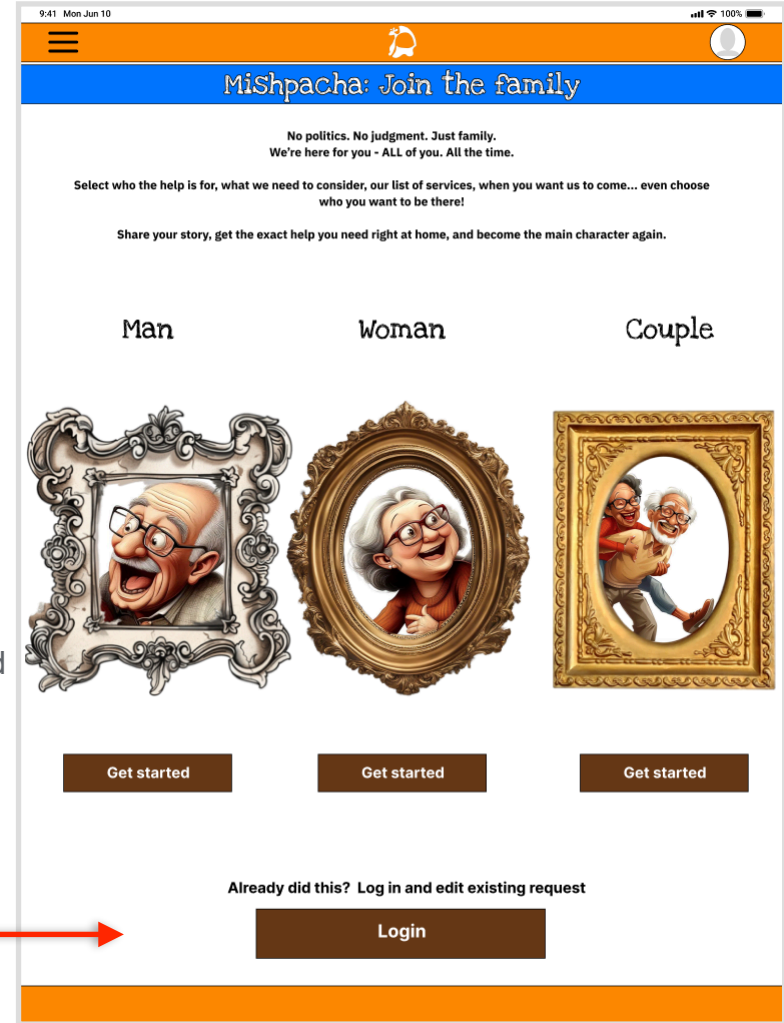 9:41 Mon Jun 10 100%
Mishpacha: Join the family
No politics. No judgment. Just family.
We're here for you - ALL of you. All the time.
Select who the help is for, what we need to consider, our list of services, when you want us to come... even choose
who you want to be there!
Share your story, get the exact help you need right at home, and become the main character again.
Man Woman Couple
d
Get started Get started Get started
Already did this? Log in and edit existing request
Login